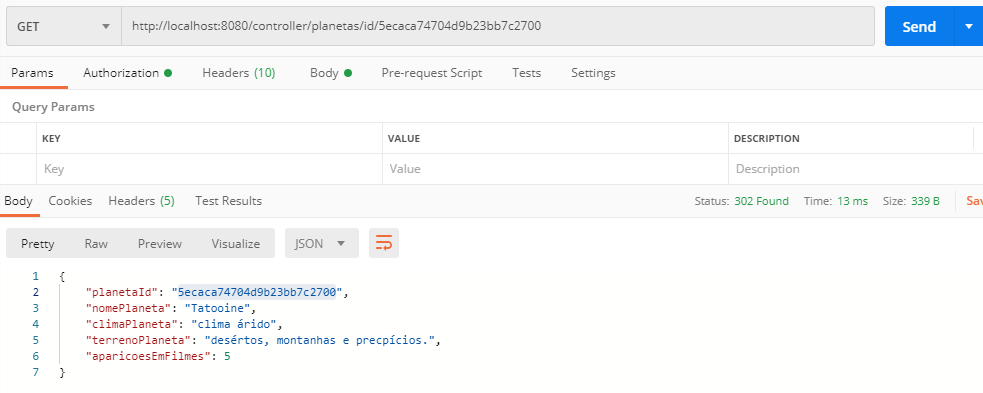 GET http://localhost:8080/controller/planetas/id/5ecaca74704d9b23bb7c2700 Send
Params Authorization Headers (10) Body Pre-request Script Tests Settings
Query Params
KEY VALUE DESCRIPTION
Key Value Description
Body Cookies Headers (5) Test Results Status: 302 Found Time: 13 ms Size: 339 B Sav
Pretty Raw Preview Visualize JSON
1 {
2 "planetaId": "5ecaca74704d9b23bb7c2700",
3 "nomePlaneta": "Tatooine",
4 "climaPlaneta": "clima árido",
5 "terrenoPlaneta": "desértos, montanhas e precpícios.",
6 "aparicoesEmFilmes": 5
7 }